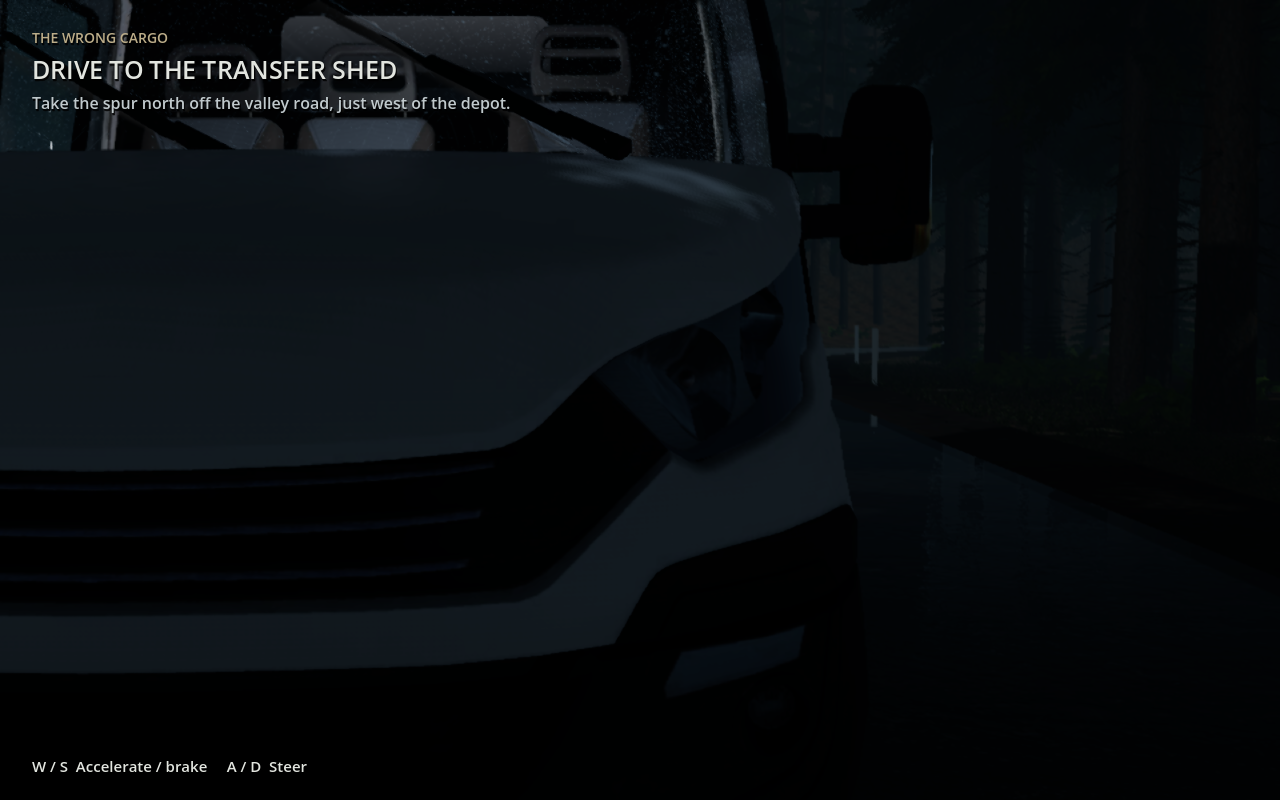 THE WRONG CARGO
DRIVE TO THE TRANSFER SHED
Take the spur north off the valley road, just west of the depot.
W / S Accelerate / brake A / D Steer